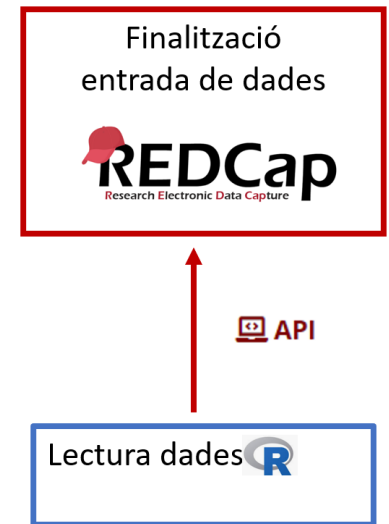 Finalització
entrada de dades
REDCap
Research Electronic Data Capture
API
Lectura dades R